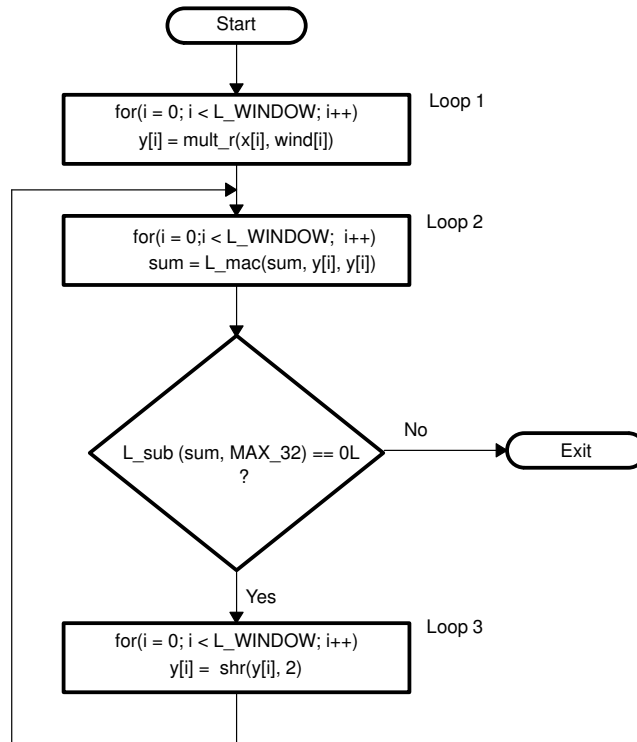 Start
Loop 1
for(i = 0; i < L_WINDOW; i++)
y[i] = mult_r(x[i], wind[i])
Loop 2
for(i = 0;i < L_WINDOW; i++)
sum = L_mac(sum, y[i], y[i])
L_sub (sum, MAX_32) == 0L
?
No
Exit
Yes
Loop 3
for(i = 0; i < L_WINDOW; i++)
y[i] = shr(y[i], 2)